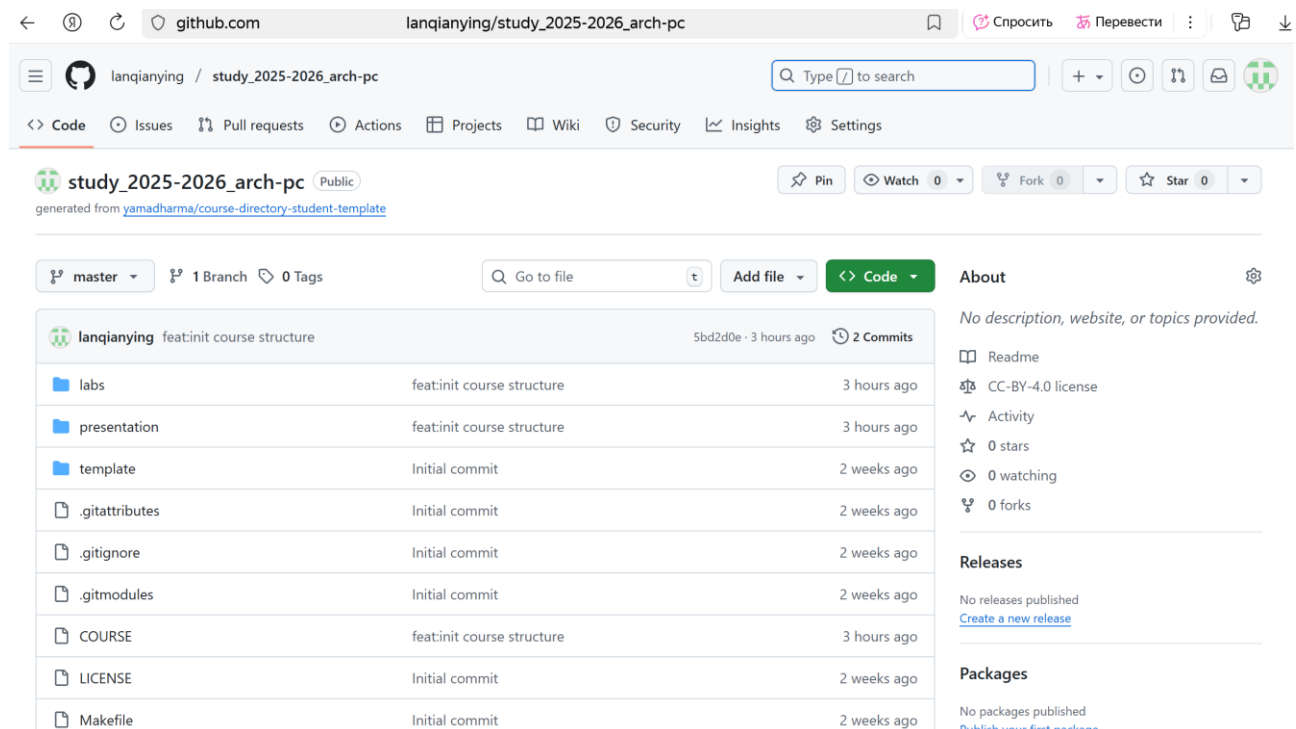 github.com lanqianying/study_2025-2026_arch-pc Спросить Перевести
lanqianying / study_2025-2026_arch-pc Type / to search
Code Issues Pull requests Actions Projects Wiki Security Insights Settings
study_2025-2026_arch-pc Public Pin Watch 0 Fork 0 Star 0
generated from yamadharma/course-directory-student-template
master 1 Branch 0 Tags Go to file t Add file Code About
No description, website, or topics provided.
lanqianying feat:init course structure 5bd2d0e · 3 hours ago 2 Commits
Readme
labs feat:init course structure 3 hours ago
CC-BY-4.0 license
Activity
presentation feat:init course structure 3 hours ago
0 stars
template Initial commit 2 weeks ago
0 watching
0 forks
.gitattributes Initial commit 2 weeks ago
.gitignore Initial commit 2 weeks ago
Releases
.gitmodules Initial commit 2 weeks ago
No releases published
Create a new release
COURSE feat:init course structure 3 hours ago
LICENSE Initial commit 2 weeks ago
Packages
No packages published
Makefile Initial commit 2 weeks ago
Publish your first package